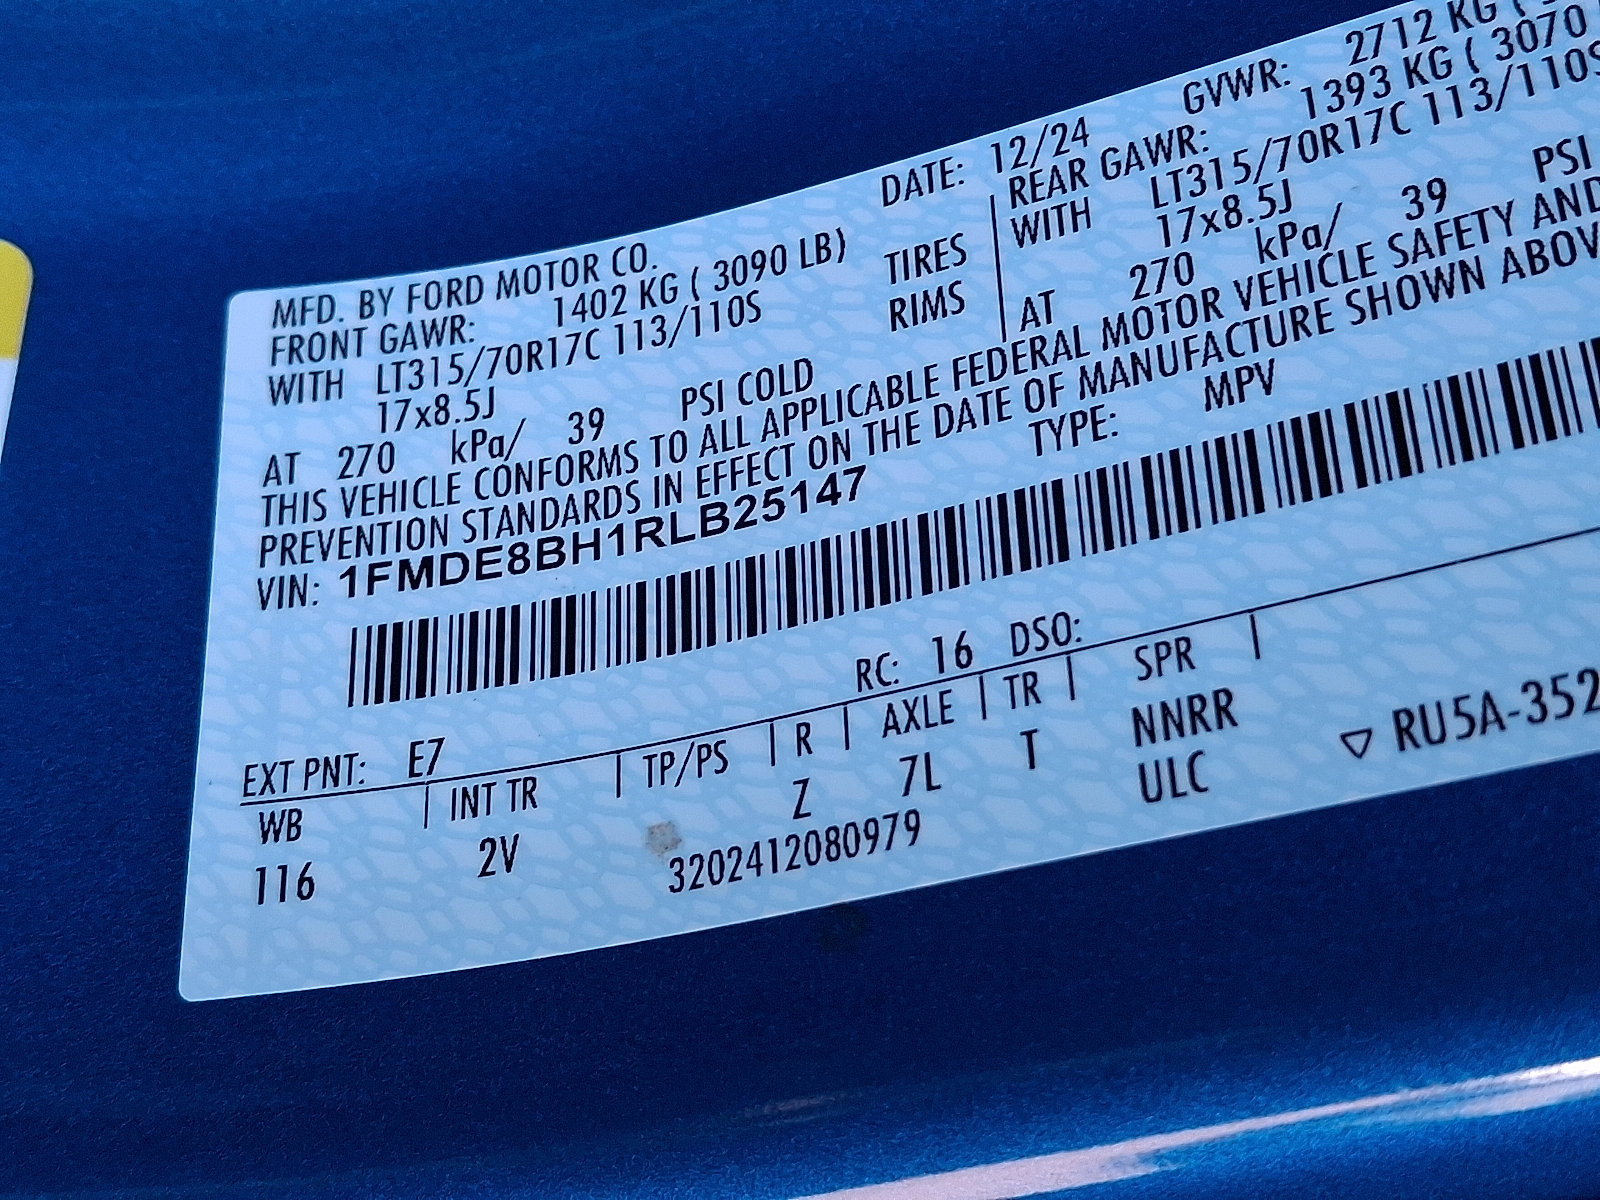 MFD. BY FORD MOTOR CO. DATE: 12/24 GVWR: 2712 KG (
FRONT GAWR: 1402 KG ( 3090 LB) REAR GAWR: 1393 KG ( 3070
WITH LT315/70R17C 113/110S TIRES WITH LT315/70R17C 113/110S
17x8.5J RIMS 17x8.5J
AT 270 kPa/ 39 PSI COLD AT 270 kPa/ 39 PSI
THIS VEHICLE CONFORMS TO ALL APPLICABLE FEDERAL MOTOR VEHICLE SAFETY AND
PREVENTION STANDARDS IN EFFECT ON THE DATE OF MANUFACTURE SHOWN ABOV
VIN: 1FMDE8BH1RLB25147 TYPE: MPV
EXT PNT: E7 RC: 16 DSO:
WB | INT TR | TP/PS | R | AXLE | TR | SPR |
116 2V Z 7L T NNRR ▽ RU5A-352
3202412080979 ULC